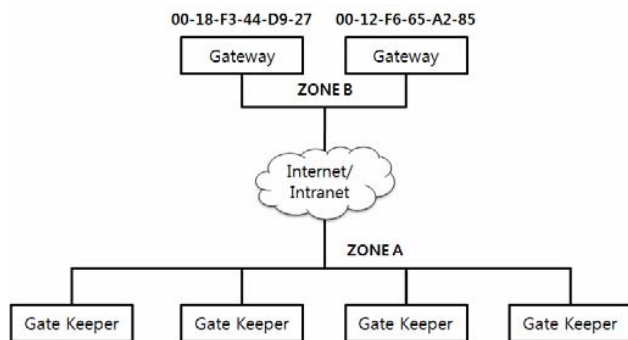 00-18-F3-44-D9-27 00-12-F6-65-A2-85
Gateway Gateway
ZONE B
Internet/
Intranet
ZONE A
Gate Keeper Gate Keeper Gate Keeper Gate Keeper